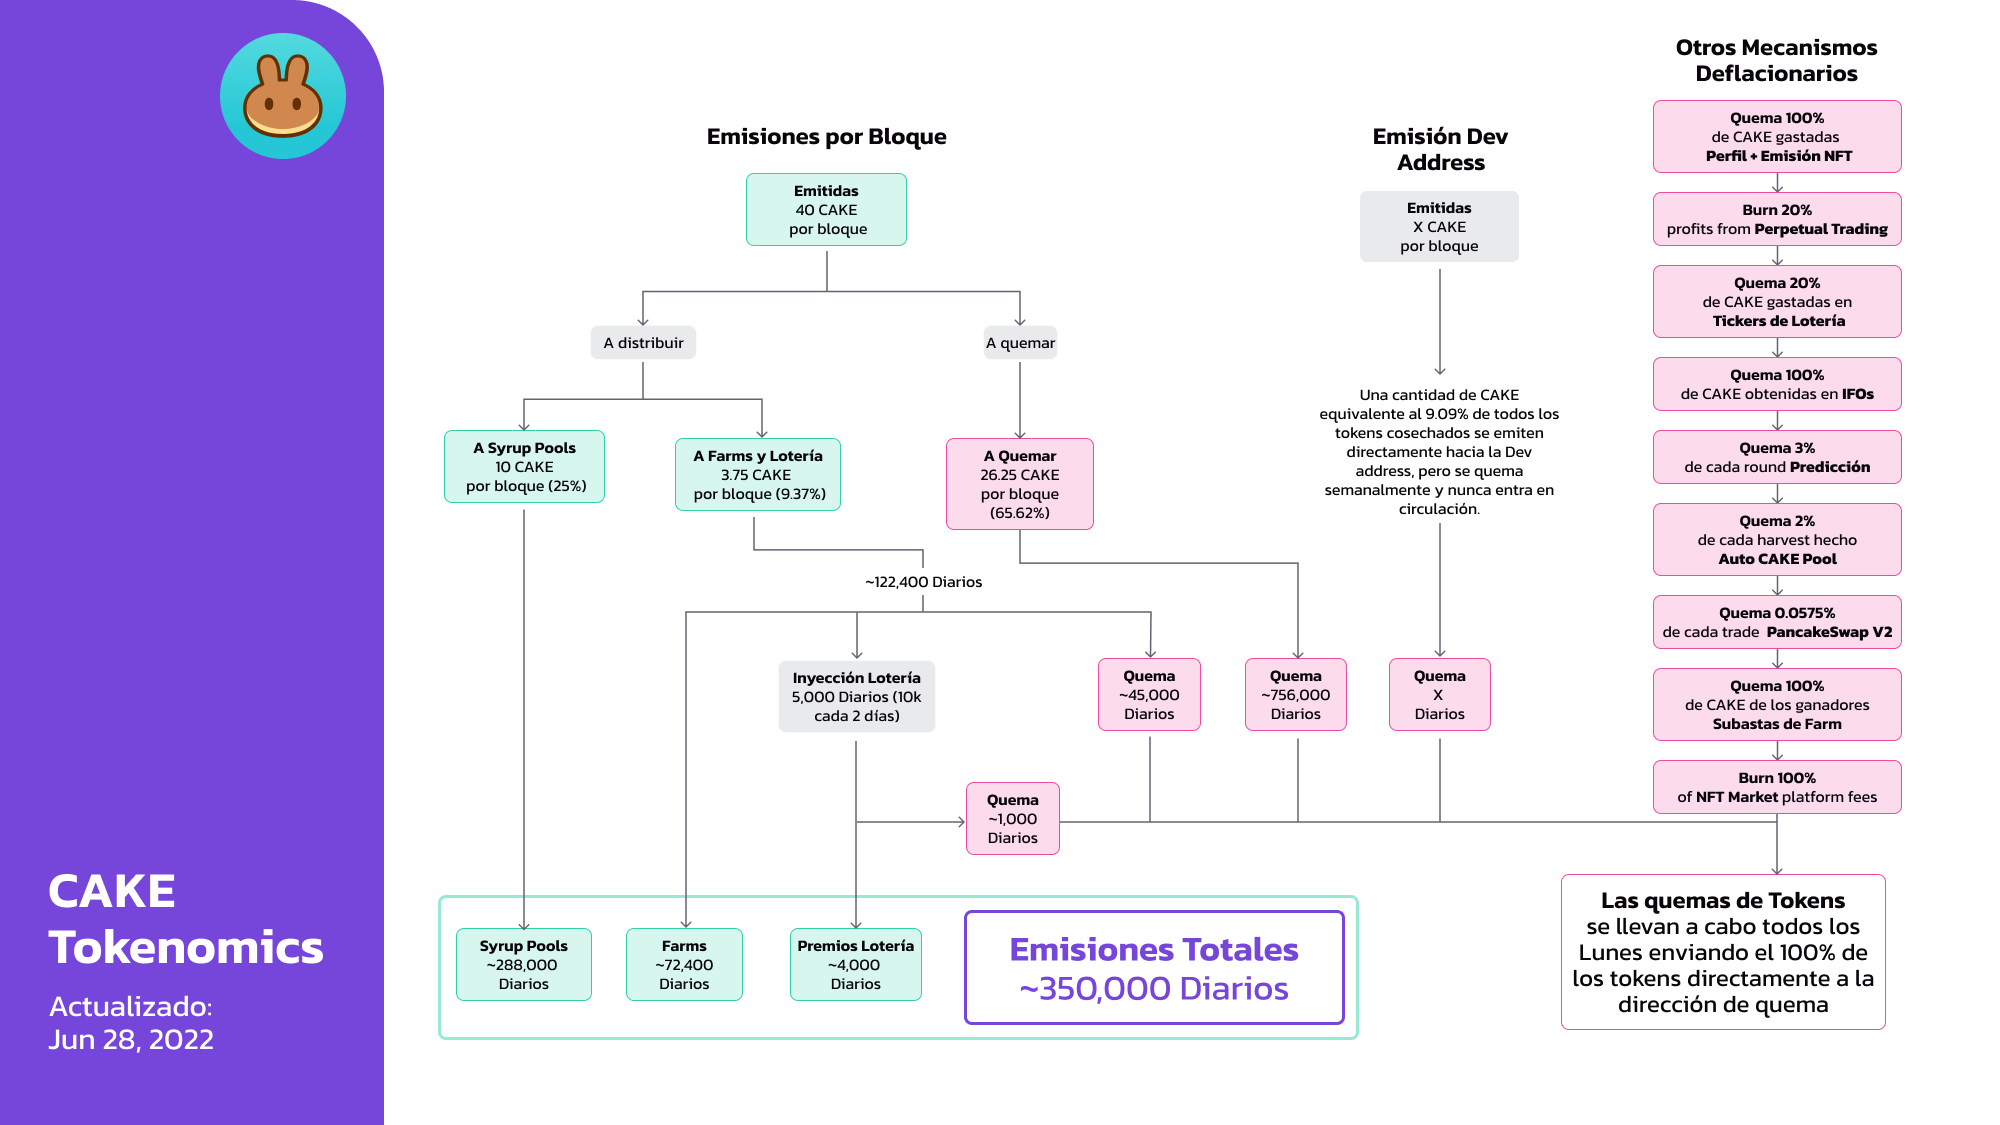 CAKE
Tokenomics
Actualizado:
Jun 28, 2022
Emisiones por Bloque
Emitidas
40 CAKE
por bloque
A distribuir
A quemar
A Syrup Pools
10 CAKE
por bloque (25%)
A Farms y Lotería
3.75 CAKE
por bloque (9.37%)
A Quemar
26.25 CAKE
por bloque
(65.62%)
~122,400 Diarios
Inyección Lotería
5,000 Diarios (10k
cada 2 días)
Quema
~45,000
Diarios
Quema
~756,000
Diarios
Quema
~1,000
Diarios
Syrup Pools
~288,000
Diarios
Farms
~72,400
Diarios
Premios Lotería
~4,000
Diarios
Emisiones Totales
~350,000 Diarios
Emisión Dev
Address
Emitidas
X CAKE
por bloque
Una cantidad de CAKE
equivalente al 9.09% de todos los
tokens cosechados se emiten
directamente hacia la Dev
address, pero se quema
semanalmente y nunca entra en
circulación.
Quema
X
Diarios
Otros Mecanismos
Deflacionarios
Quema 100%
de CAKE gastadas
Perfil + Emisión NFT
Burn 20%
profits from Perpetual Trading
Quema 20%
de CAKE gastadas en
Tickers de Lotería
Quema 100%
de CAKE obtenidas en IFOs
Quema 3%
de cada round Predicción
Quema 2%
de cada harvest hecho
Auto CAKE Pool
Quema 0.0575%
de cada trade PancakeSwap V2
Quema 100%
de CAKE de los ganadores
Subastas de Farm
Burn 100%
of NFT Market platform fees
Las quemas de Tokens
se llevan a cabo todos los
Lunes enviando el 100% de
los tokens directamente a la
dirección de quema